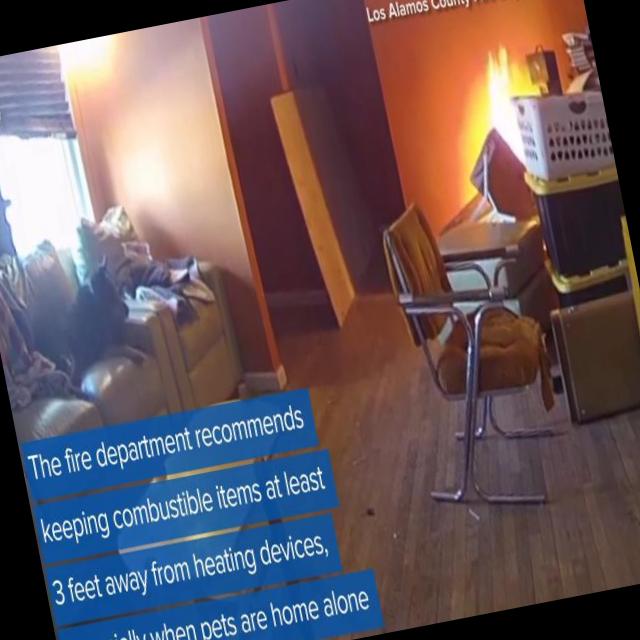 Los Alamos County
The fire department recommends
keeping combustible items at least
3 feet away from heating devices,
when pets are home alone